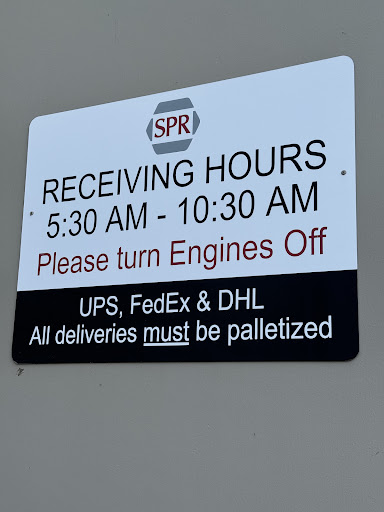 SPR
RECEIVING HOURS
5:30 AM - 10:30 AM
Please turn Engines Off
UPS, FedEx & DHL
All deliveries must be palletized